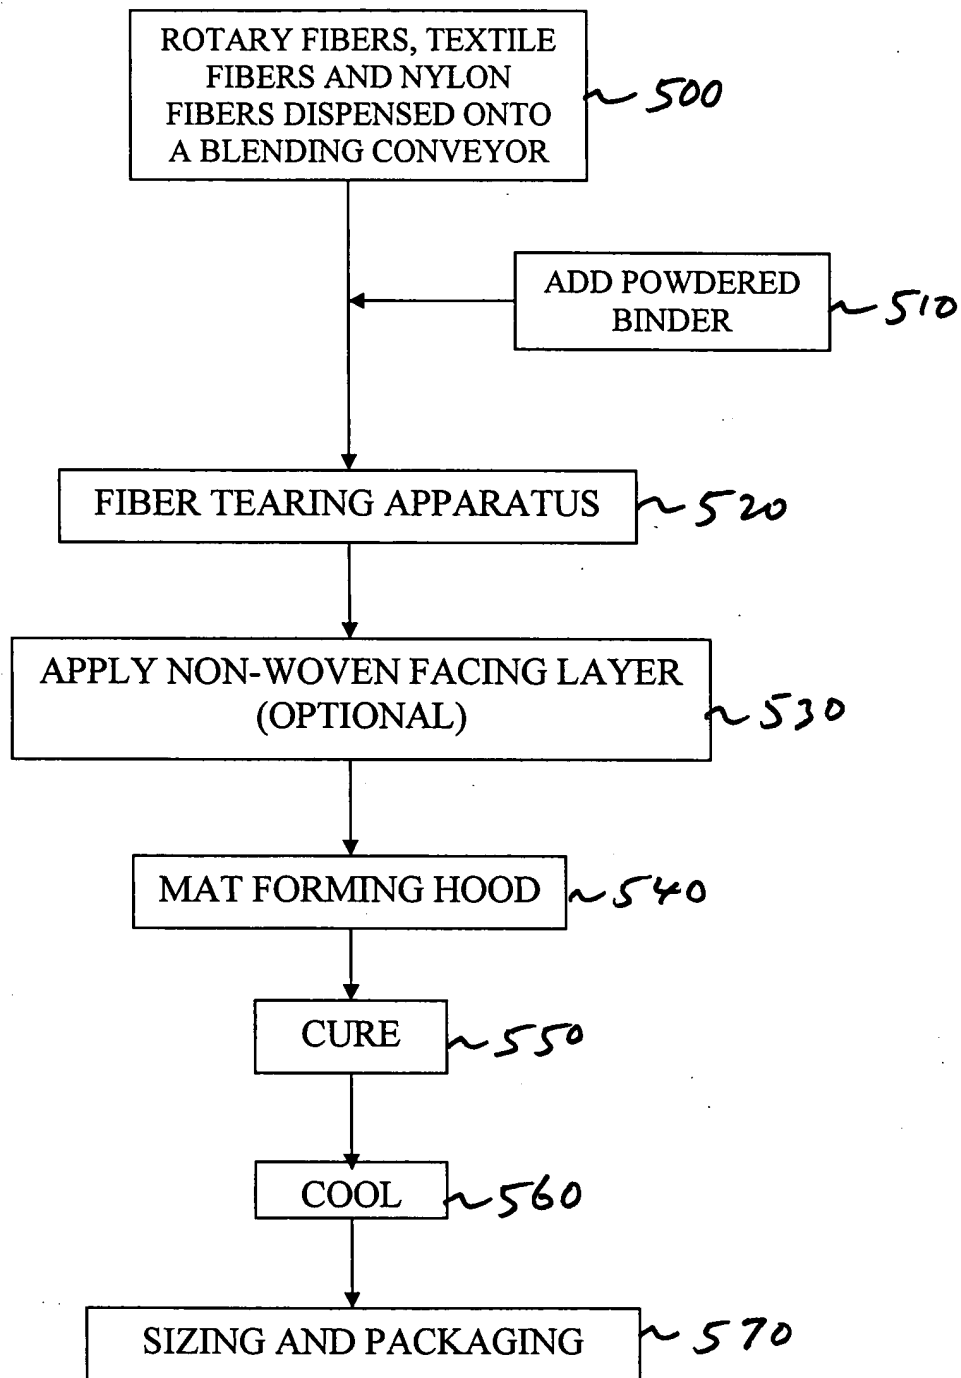 ROTARY FIBERS, TEXTILE
FIBERS AND NYLON
FIBERS DISPENSED ONTO
A BLENDING CONVEYOR
500
ADD POWDERED
BINDER
510
FIBER TEARING APPARATUS
520
APPLY NON-WOVEN FACING LAYER
(OPTIONAL)
530
MAT FORMING HOOD
540
CURE
550
COOL
560
SIZING AND PACKAGING
570